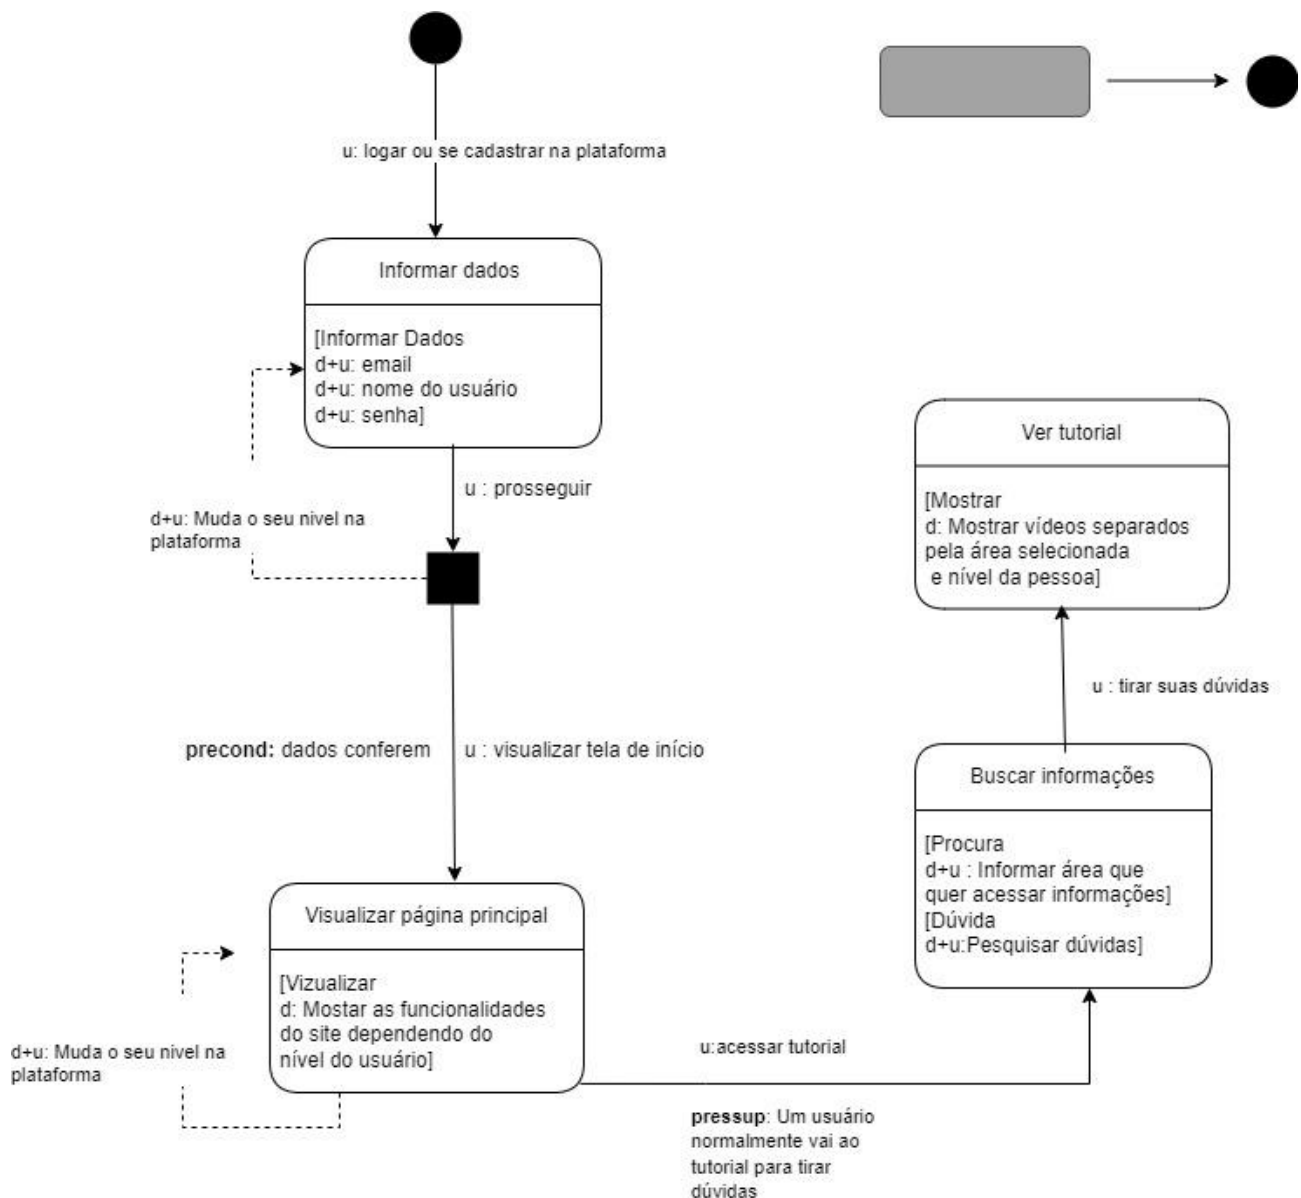 u: logar ou se cadastrar na plataforma
Informar dados
[Informar Dados
d+u: email
d+u: nome do usuário
d+u: senha]
u : prosseguir
d+u: Muda o seu nivel na
plataforma
precond: dados conferem
u : visualizar tela de início
Visualizar página principal
[Vizualizar
d: Mostar as funcionalidades
do site dependendo do
nível do usuário]
d+u: Muda o seu nivel na
plataforma
u:acessar tutorial
pressup: Um usuário
normalmente vai ao
tutorial para tirar
dúvidas
Buscar informações
[Procura
d+u : Informar área que
quer acessar informações]
[Dúvida
d+u:Pesquisar dúvidas]
u : tirar suas dúvidas
Ver tutorial
[Mostrar
d: Mostrar vídeos separados
pela área selecionada
e nível da pessoa]